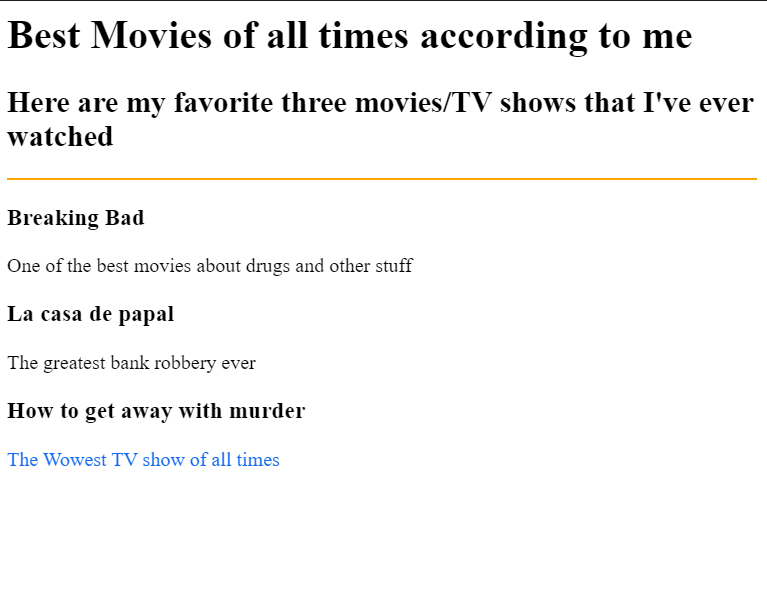 Best Movies of all times according to me
Here are my favorite three movies/TV shows that I've ever
watched
Breaking Bad
One of the best movies about drugs and other stuff
La casa de papal
The greatest bank robbery ever
How to get away with murder
The Wowest TV show of all times